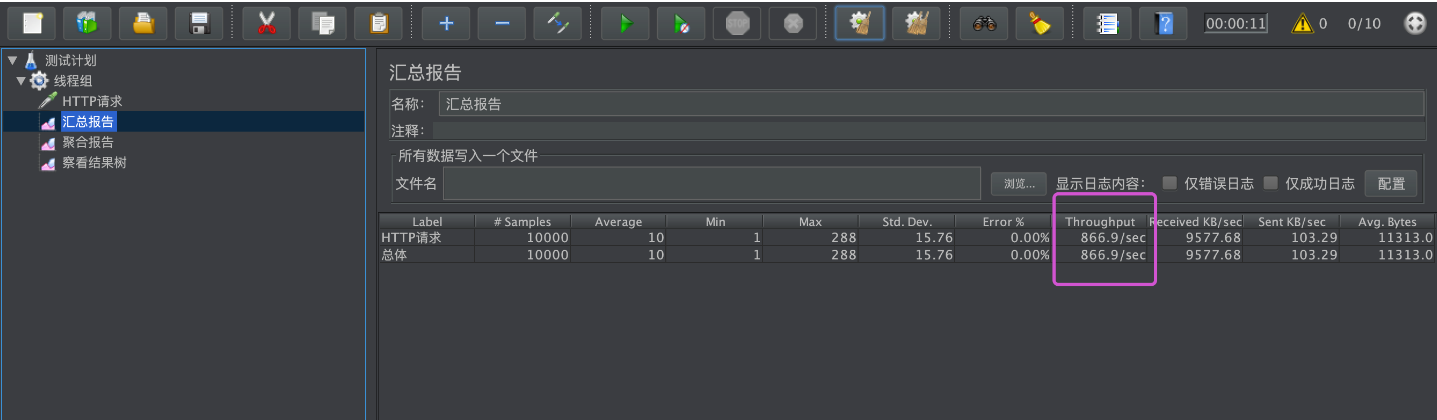 STOP 00:00:11 0 0/10
测试计划
线程组
HTTP请求
汇总报告
聚合报告
察看结果树
汇总报告
名称： 汇总报告
注释：
所有数据写入一个文件
文件名 浏览... 显示日志内容： 仅错误日志 仅成功日志 配置
Label # Samples Average Min Max Std. Dev. Error % Throughput Received KB/sec Sent KB/sec Avg. Bytes
HTTP请求 10000 10 1 288 15.76 0.00% 866.9/sec 9577.68 103.29 11313.0
总体 10000 10 1 288 15.76 0.00% 866.9/sec 9577.68 103.29 11313.0